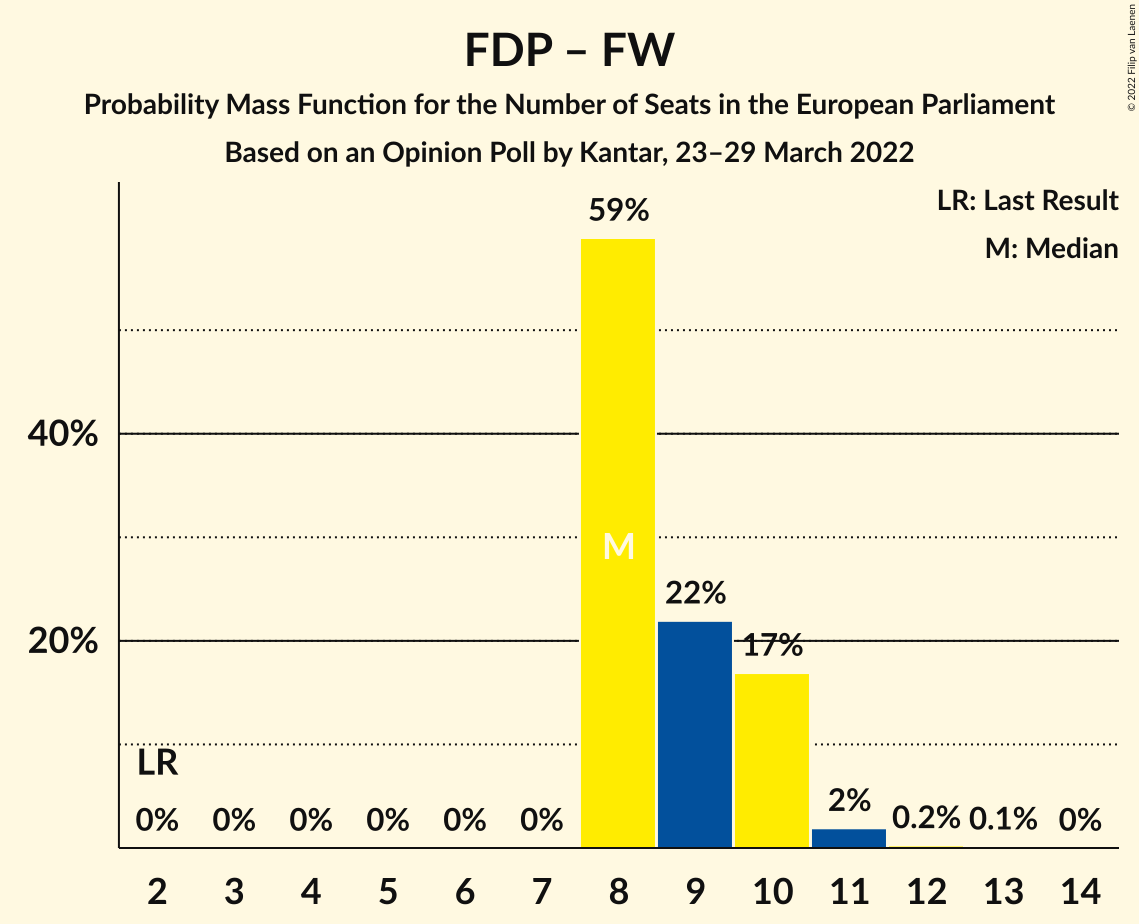 FDP – FW
Probability Mass Function for the Number of Seats in the European Parliament
Based on an Opinion Poll by Kantar, 23–29 March 2022
© 2022 Filip van Laenen
LR: Last Result
M: Median
59%
40%
M
22%
20%
17%
LR
0% 0% 0% 0% 0% 0% 2% 0.2% 0.1% 0%
2 3 4 5 6 7 8 9 10 11 12 13 14